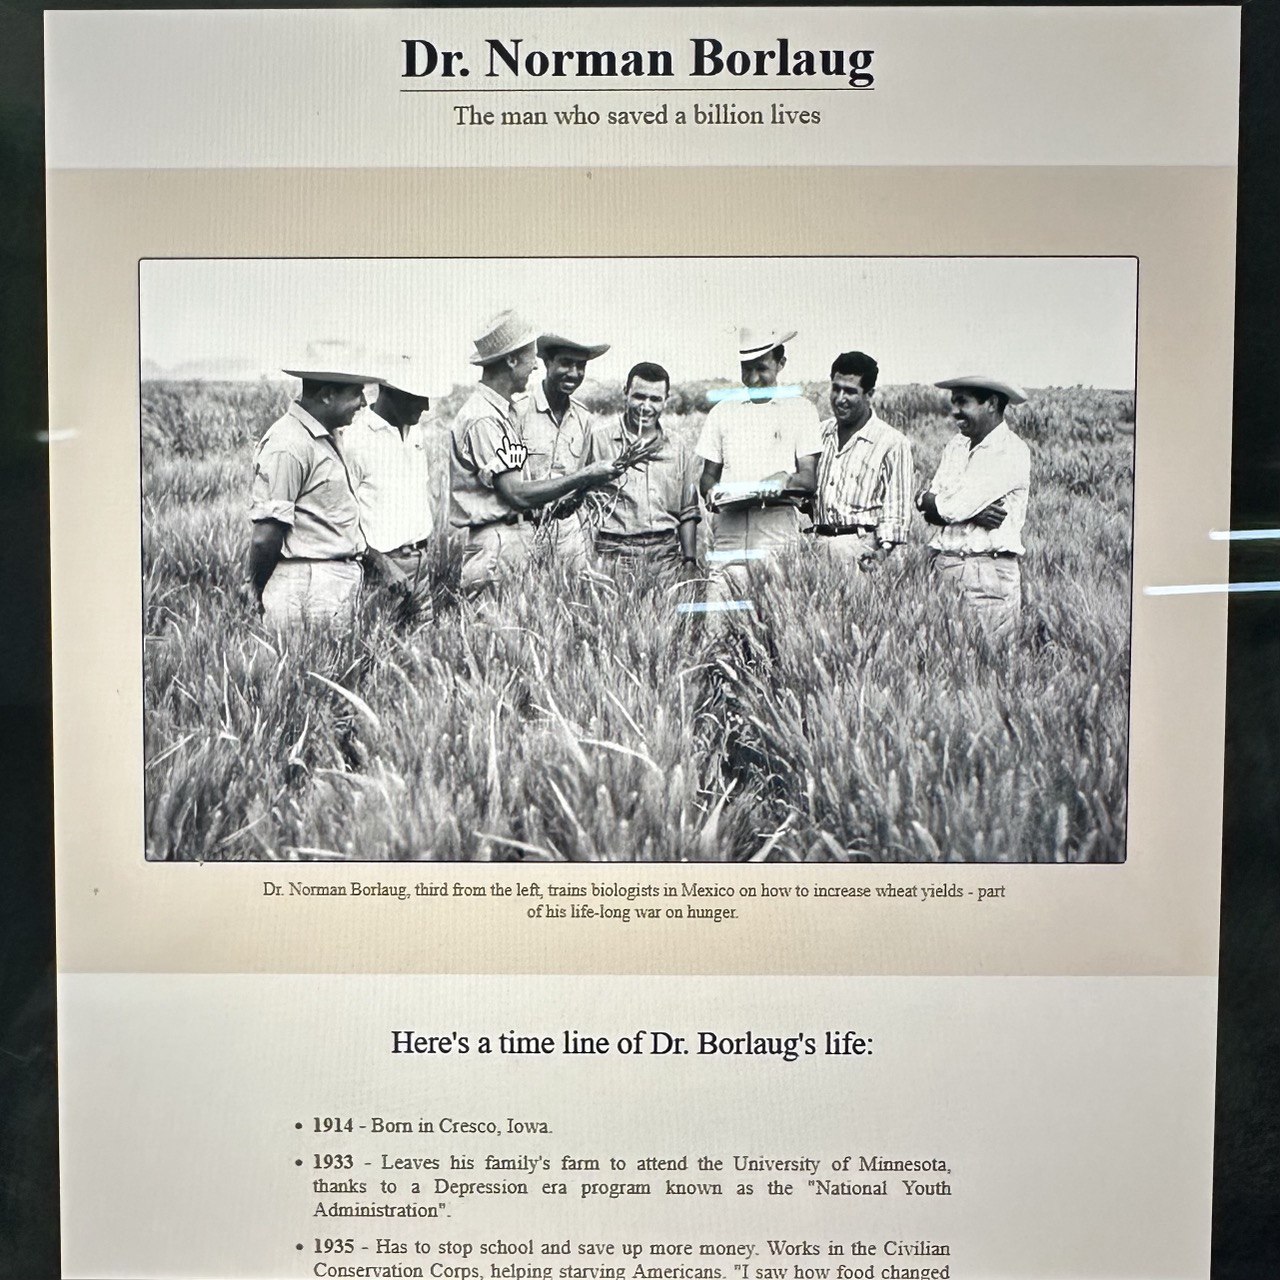 Dr. Norman Borlaug
The man who saved a billion lives
Dr. Norman Borlaug, third from the left, trains biologists in Mexico on how to increase wheat yields - part
of his life-long war on hunger.
Here's a time line of Dr. Borlaug's life:
• 1914 - Born in Cresco, Iowa.
• 1933 - Leaves his family's farm to attend the University of Minnesota,
thanks to a Depression era program known as the "National Youth
Administration".
• 1935 - Has to stop school and save up more money. Works in the Civilian
Conservation Corps, helping starving Americans. "I saw how food changed